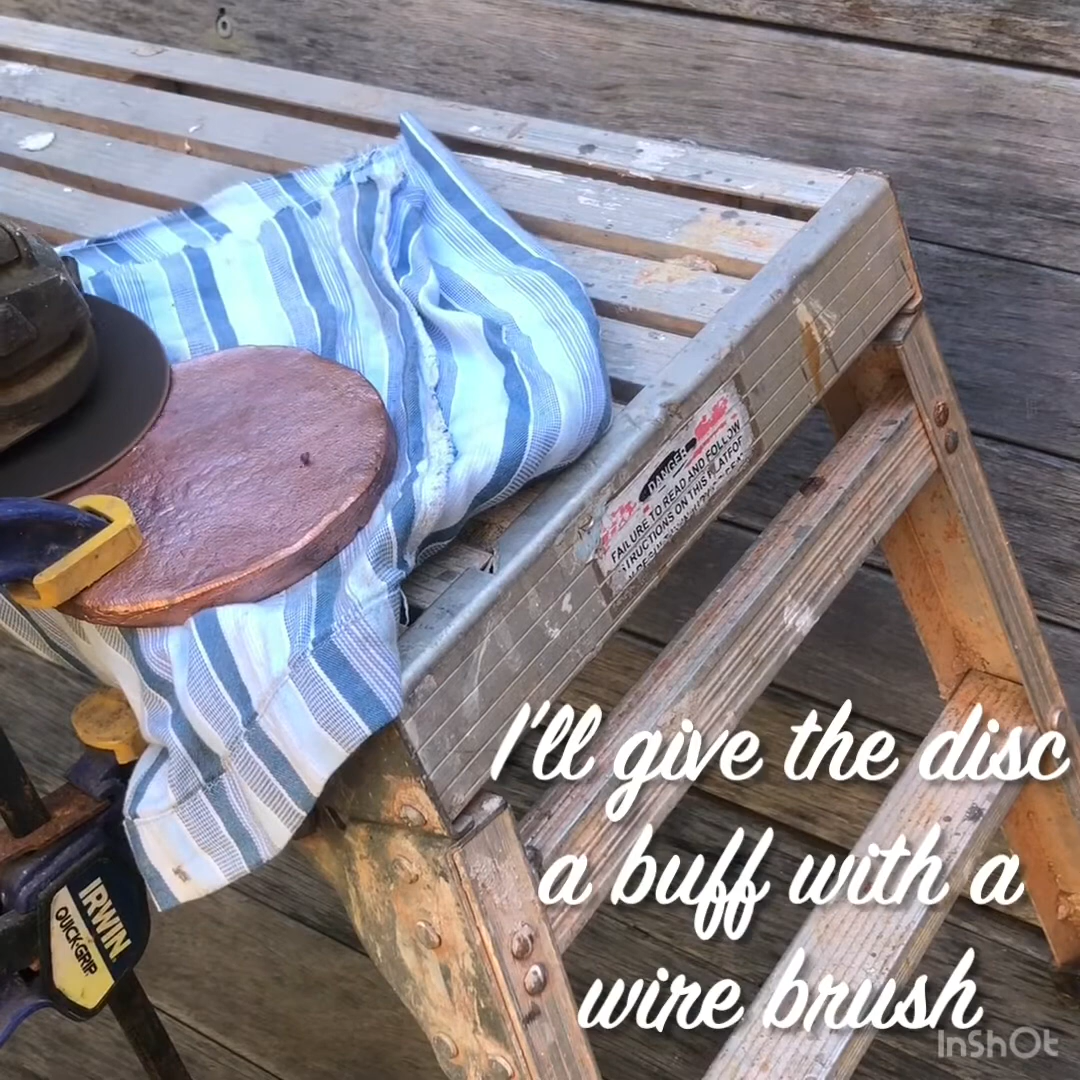 DANGER
FAILURE TO READ AND FOLLOW
INSTRUCTIONS ON THIS PLATFORM
I'll give the disc
a buff with a
wire brush
IRWIN
QUICK-GRIP
InShOt